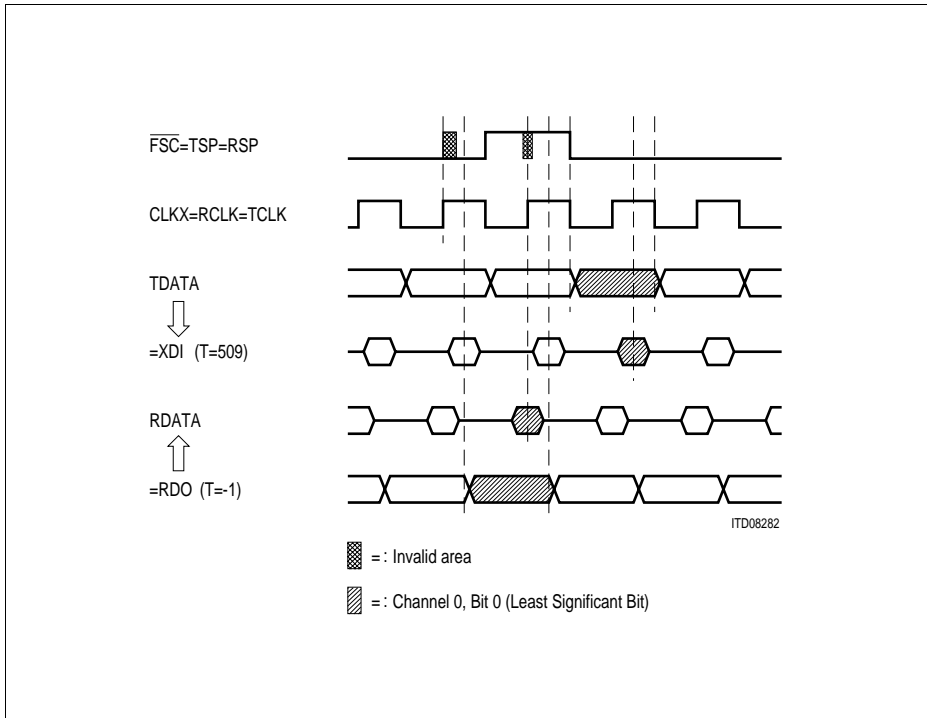 F̅S̅C̅=TSP=RSP
CLKX=RCLK=TCLK
TDATA
=XDI (T=509)
RDATA
=RDO (T=-1)
ITD08282
=: Invalid area
=: Channel 0, Bit 0 (Least Significant Bit)